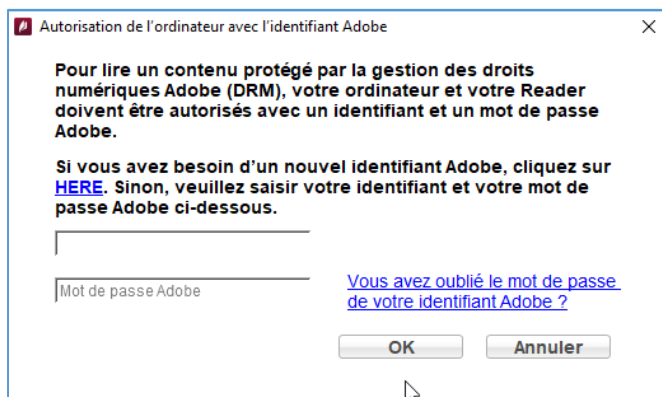 Autorisation de l’ordinateur avec l’identifiant Adobe
Pour lire un contenu protégé par la gestion des droits
numériques Adobe (DRM), votre ordinateur et votre Reader
doivent être autorisés avec un identifiant et un mot de passe
Adobe.
Si vous avez besoin d’un nouvel identifiant Adobe, cliquez sur
HERE. Sinon, veuillez saisir votre identifiant et votre mot de
passe Adobe ci-dessous.
Mot de passe Adobe
Vous avez oublié le mot de passe
de votre identifiant Adobe ?
OK
Annuler